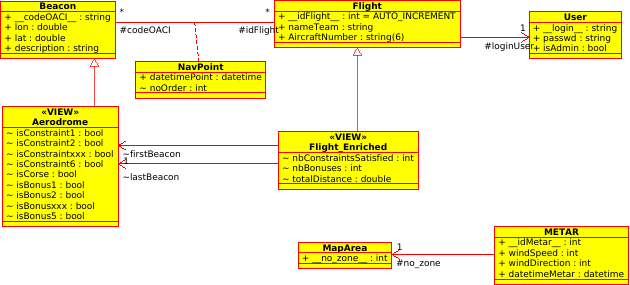 Beacon
+ __codeOACI__ : string
+ lon : double
+ lat : double
+ description : string
*
#codeOACI
*
#idFlight
Flight
+ __idFlight__ : int = AUTO_INCREMENT
+ nameTeam : string
+ AircraftNumber : string(6)
1
#loginUser
User
+ __login__ : string
+ passwd : string
+ isAdmin : bool
NavPoint
+ datetimePoint : datetime
~ noOrder : int
«VIEW»
Aerodrome
~ isConstraint1 : bool
~ isConstraint2 : bool
~ isConstraintxxx : bool
~ isConstraint6 : bool
~ isCorse : bool
~ isBonus1 : bool
~ isBonus2 : bool
~ isBonusxxx : bool
~ isBonus5 : bool
~firstBeacon
1
~lastBeacon
«VIEW»
Flight_Enriched
~ nbConstraintsSatisfied : int
~ nbBonuses : int
~ totalDistance : double
MapArea
+ __no_zone__ : int
1
#no_zone
METAR
+ __idMetar__ : int
+ windSpeed : int
+ windDirection : int
+ datetimeMetar : datetime